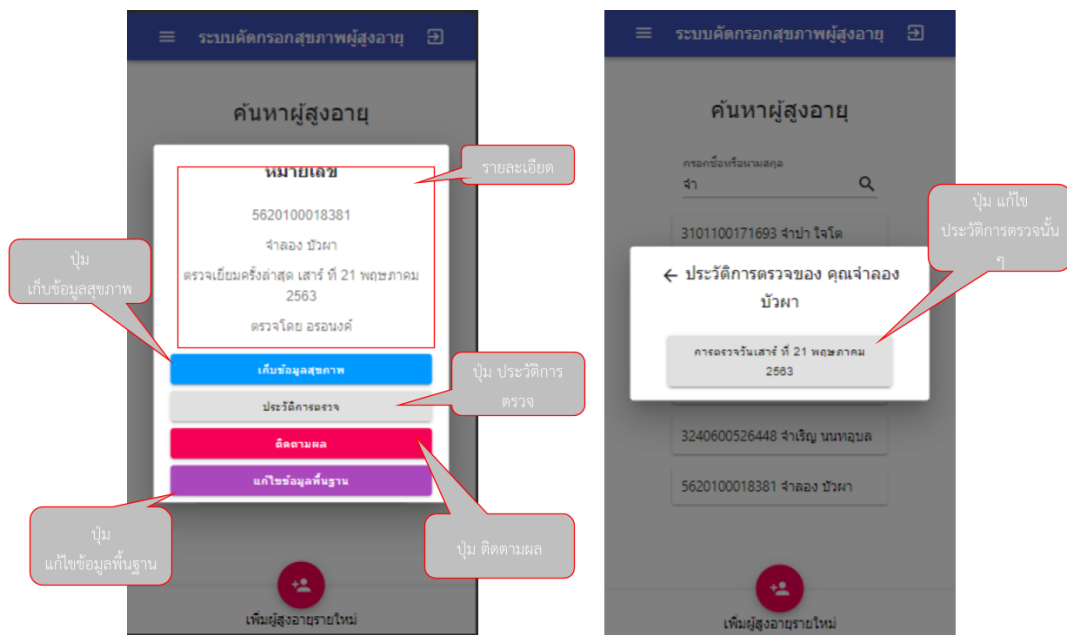 ระบบคัดกรอกสุขภาพผู้สูงอายุ
ค้นหาผู้สูงอายุ
หมายเลข
5620100018381
จำลอง บัวผา
ตรวจเยี่ยมครั้งล่าสุด เสาร์ ที่ 21 พฤษภาคม
2563
ตรวจโดย อรอนงค์
เก็บข้อมูลสุขภาพ
ประวัติการตรวจ
ติดตามผล
แก้ไขข้อมูลพื้นฐาน
เพิ่มผู้สูงอายุรายใหม่
รายละเอียด
ปุ่ม
เก็บข้อมูลสุขภาพ
ปุ่ม ประวัติการ
ตรวจ
ปุ่ม
แก้ไขข้อมูลพื้นฐาน
ปุ่ม ติดตามผล
ระบบคัดกรอกสุขภาพผู้สูงอายุ
ค้นหาผู้สูงอายุ
กรอกชื่อหรือนามสกุล
จำ
3101100171693 จำปา ใจโต
ประวัติการตรวจของ คุณจำลอง
บัวผา
การตรวจวันเสาร์ ที่ 21 พฤษภาคม
2563
3240600526448 จำเริญ นนทอุบล
5620100018381 จำลอง บัวผา
เพิ่มผู้สูงอายุรายใหม่
ปุ่ม แก้ไข
ประวัติการตรวจนั้น
ๆ